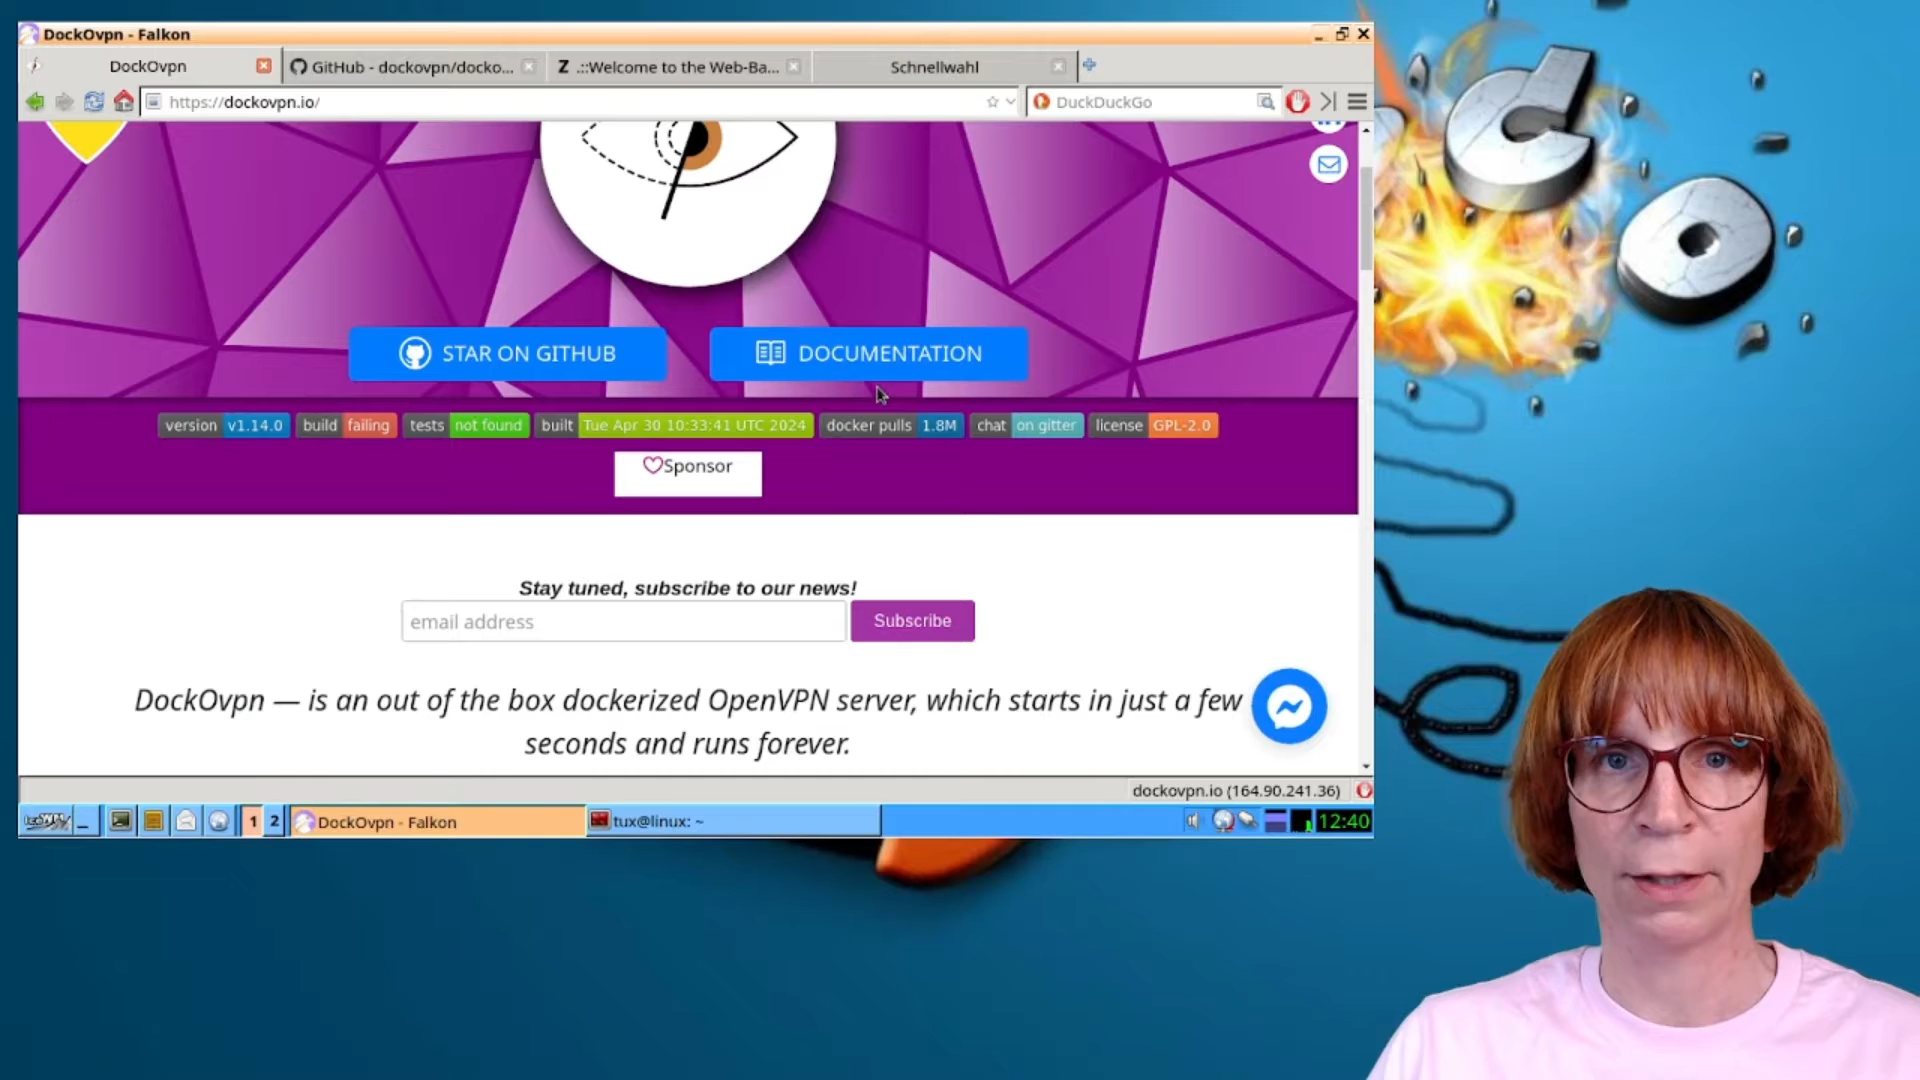 DockOvpn - Falkon
DockOvpn
GitHub - dockovpn/docko...
Z .::Welcome to the Web-Ba...
Schnellwahl
https://dockovpn.io/
DuckDuckGo
STAR ON GITHUB
DOCUMENTATION
version v1.14.0
build failing
tests not found
built Tue Apr 30 10:33:41 UTC 2024
docker pulls 1.8M
chat on gitter
license GPL-2.0
Sponsor
Stay tuned, subscribe to our news!
email address
Subscribe
DockOvpn — is an out of the box dockerized OpenVPN server, which starts in just a few
seconds and runs forever.
dockovpn.io (164.90.241.36)
1
2
DockOvpn - Falkon
tux@linux: ~
12:40